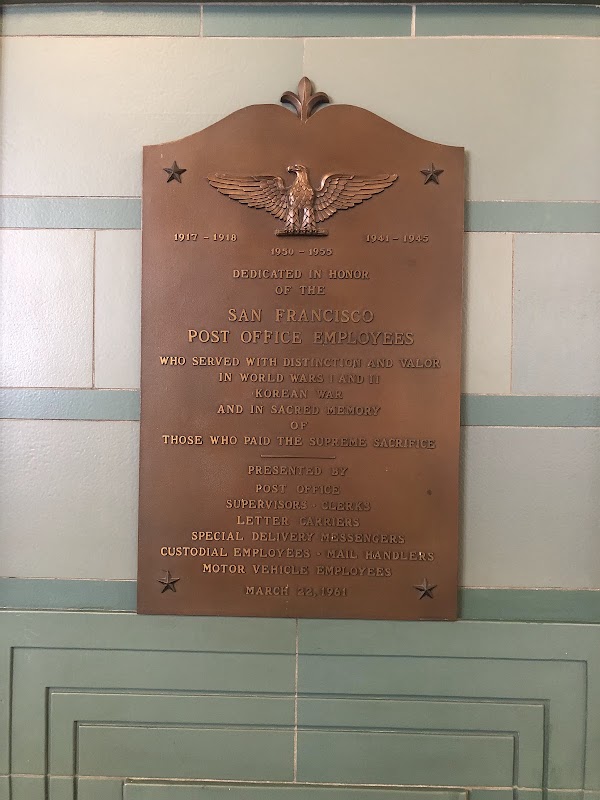 1917 - 1918
1941 - 1945
1950 - 1955
DEDICATED IN HONOR
OF THE
SAN FRANCISCO
POST OFFICE EMPLOYEES
WHO SERVED WITH DISTINCTION AND VALOR
IN WORLD WARS I AND II
KOREAN WAR
AND IN SACRED MEMORY
OF
THOSE WHO PAID THE SUPREME SACRIFICE
PRESENTED BY
POST OFFICE
SUPERVISORS · CLERKS
LETTER CARRIERS
SPECIAL DELIVERY MESSENGERS
CUSTODIAL EMPLOYEES · MAIL HANDLERS
MOTOR VEHICLE EMPLOYEES
MARCH 22, 1961